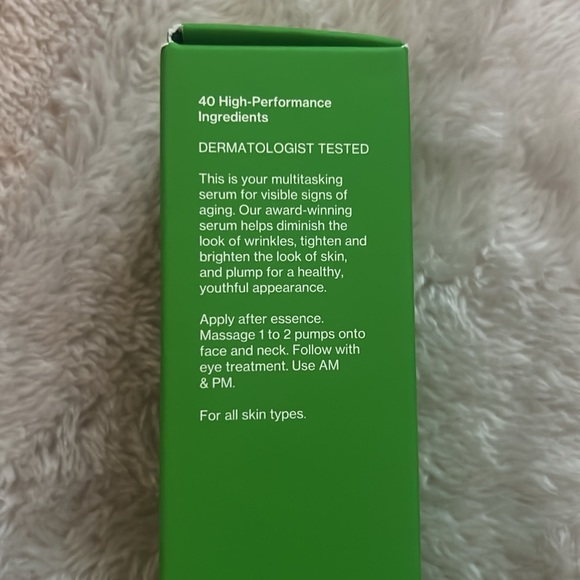 40 High-Performance
Ingredients
DERMATOLOGIST TESTED
This is your multitasking
serum for visible signs of
aging. Our award-winning
serum helps diminish the
look of wrinkles, tighten and
brighten the look of skin,
and plump for a healthy,
youthful appearance.
Apply after essence.
Massage 1 to 2 pumps onto
face and neck. Follow with
eye treatment. Use AM
& PM.
For all skin types.